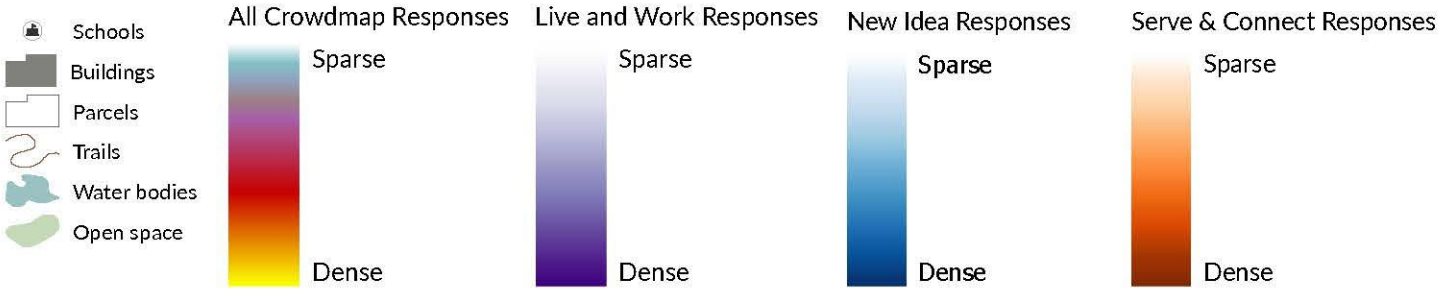 Schools
Buildings
Parcels
Trails
Water bodies
Open space
All Crowdmap Responses
Sparse
Dense
Live and Work Responses
Sparse
Dense
New Idea Responses
Sparse
Dense
Serve & Connect Responses
Sparse
Dense